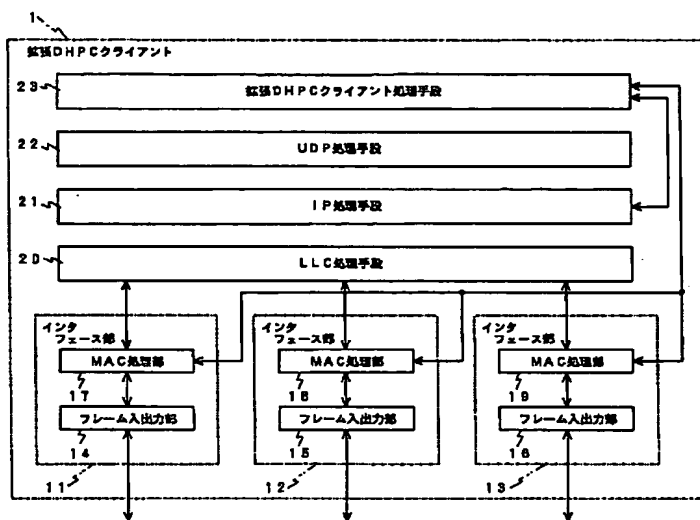 1
拡張DHPCクライアント
23
拡張DHPCクライアント処理手段
22
UDP処理手段
21
IP処理手段
20
LLC処理手段
インタ
フェース部
MAC処理部
17
フレーム入出力部
14
11
インタ
フェース部
MAC処理部
18
フレーム入出力部
15
12
インタ
フェース部
MAC処理部
19
フレーム入出力部
16
13